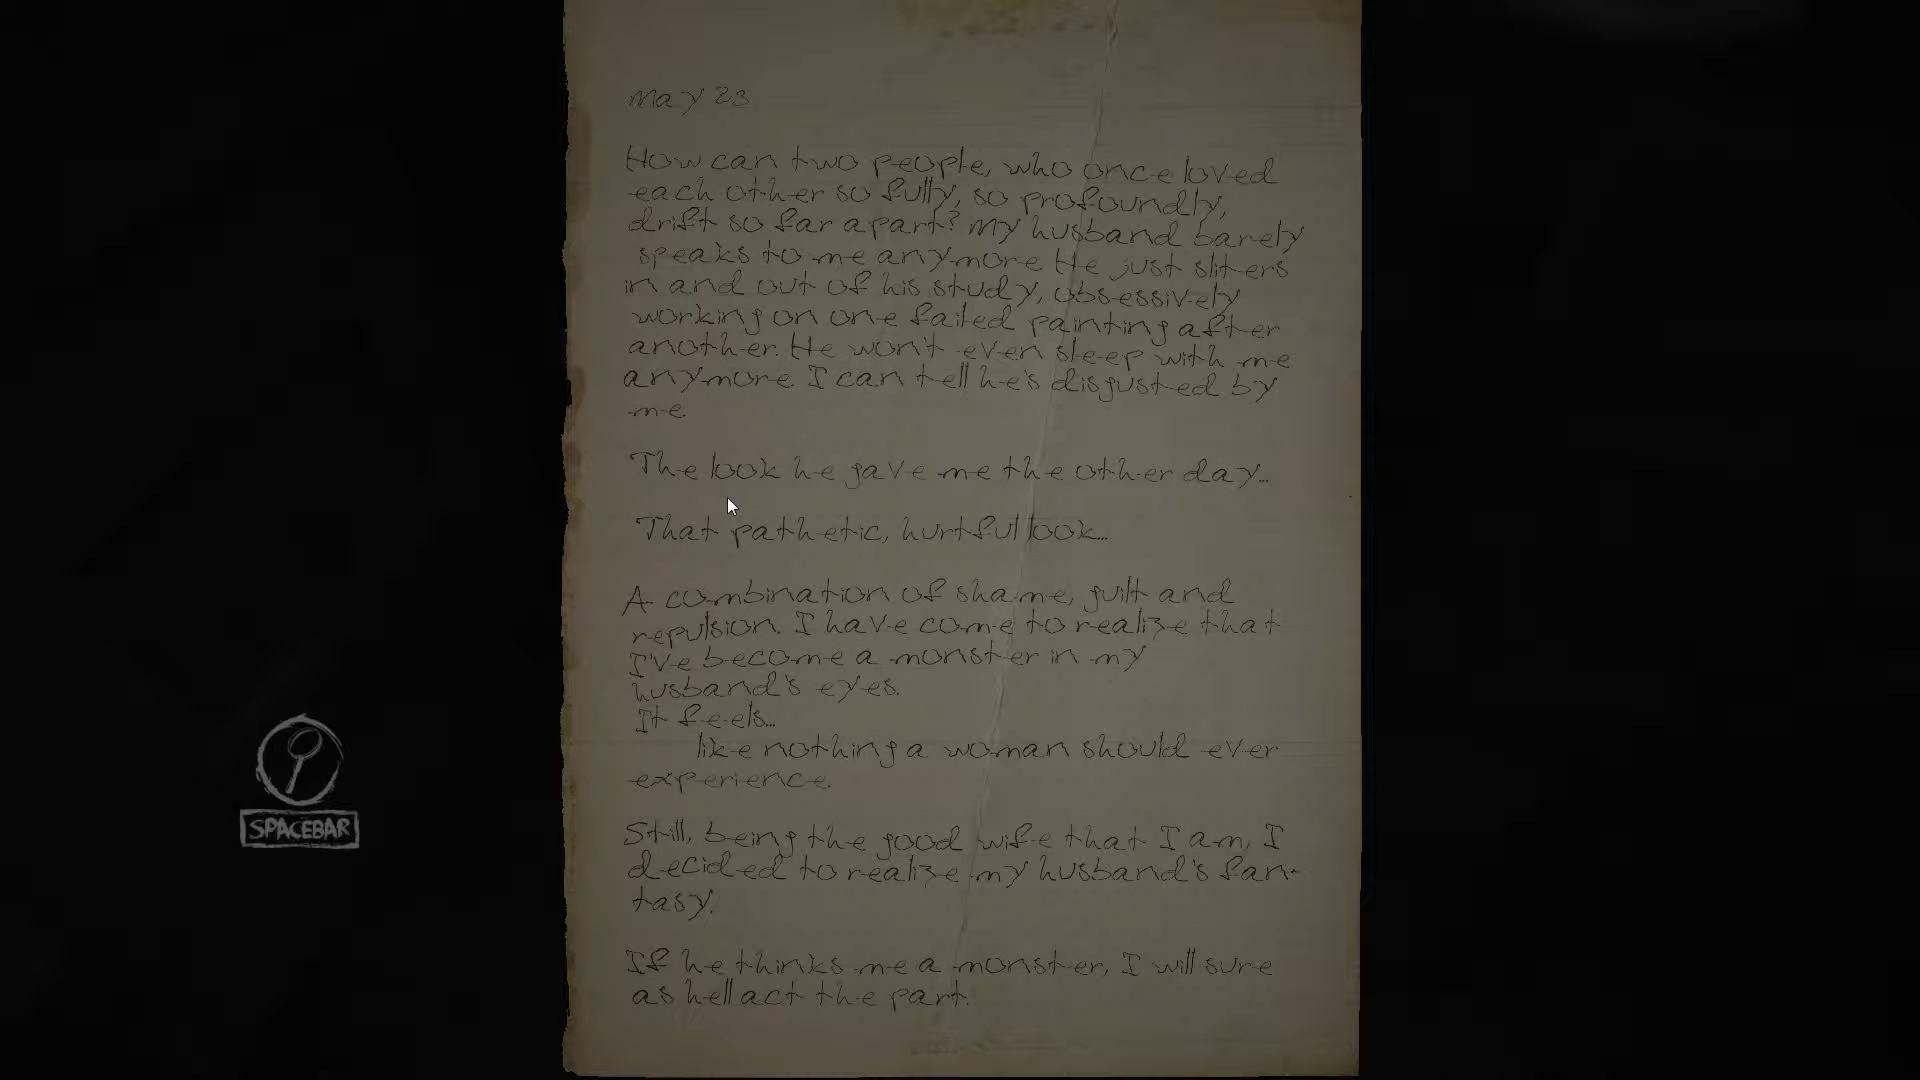 May 23
How can two people, who once loved
each other so fully, so profoundly,
drift so far apart? My husband barely
speaks to me anymore. He just slithers
in and out of his study, obsessively
working on one failed painting after
another. He won't even sleep with me
anymore. I can tell he's disgusted by
me.
The look he gave me the other day...
That pathetic, hurtful look...
A combination of shame, guilt and
repulsion. I have come to realize that
I've become a monster in my
husband's eyes.
It feels...
like nothing a woman should ever
experience.
Still, being the good wife that I am, I
decided to realize my husband's fan-
tasy.
If he thinks me a monster, I will sure
as hell act the part.
SPACEBAR